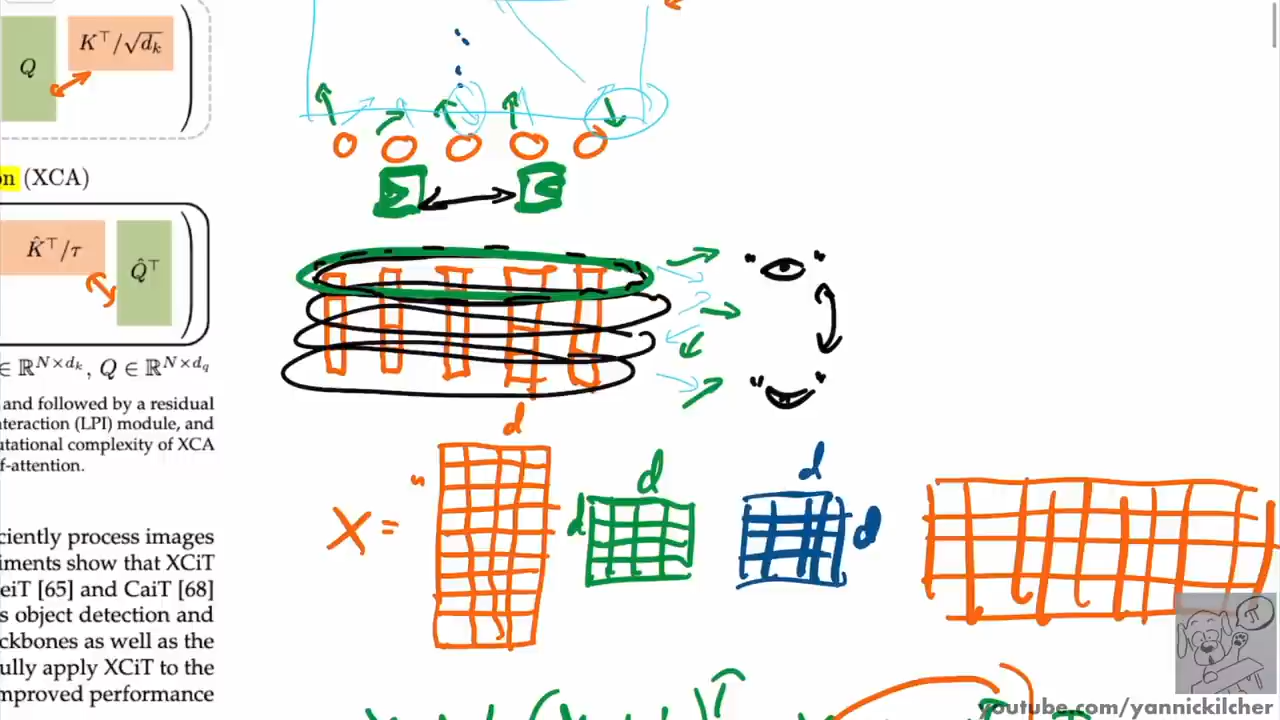 Q
K⊤/√dk
on (XCA)
K̂⊤/τ
Q̂⊤
∈ ℝN×dk, Q ∈ ℝN×dq
and followed by a residual
nteraction (LPI) module, and
utational complexity of XCA
f-attention.
ciently process images
iments show that XCiT
eiT [65] and CaiT [68]
s object detection and
ckbones as well as the
ully apply XCiT to the
mproved performance
d
X =
d
d
d
d
T
π
youtube.com/yannickilcher